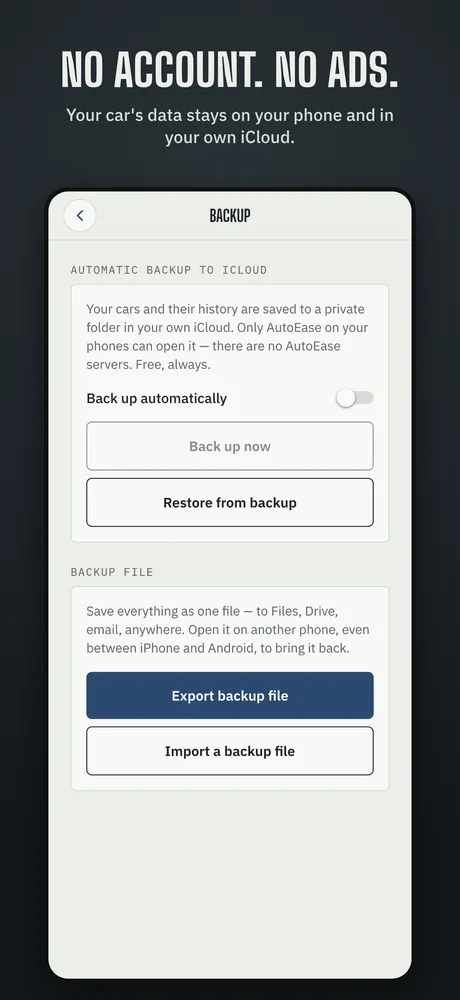 NO ACCOUNT. NO ADS.
Your car's data stays on your phone and in
your own iCloud.
BACKUP
AUTOMATIC BACKUP TO ICLOUD
Your cars and their history are saved to a private
folder in your own iCloud. Only AutoEase on your
phones can open it — there are no AutoEase
servers. Free, always.
Back up automatically
Back up now
Restore from backup
BACKUP FILE
Save everything as one file — to Files, Drive,
email, anywhere. Open it on another phone, even
between iPhone and Android, to bring it back.
Export backup file
Import a backup file